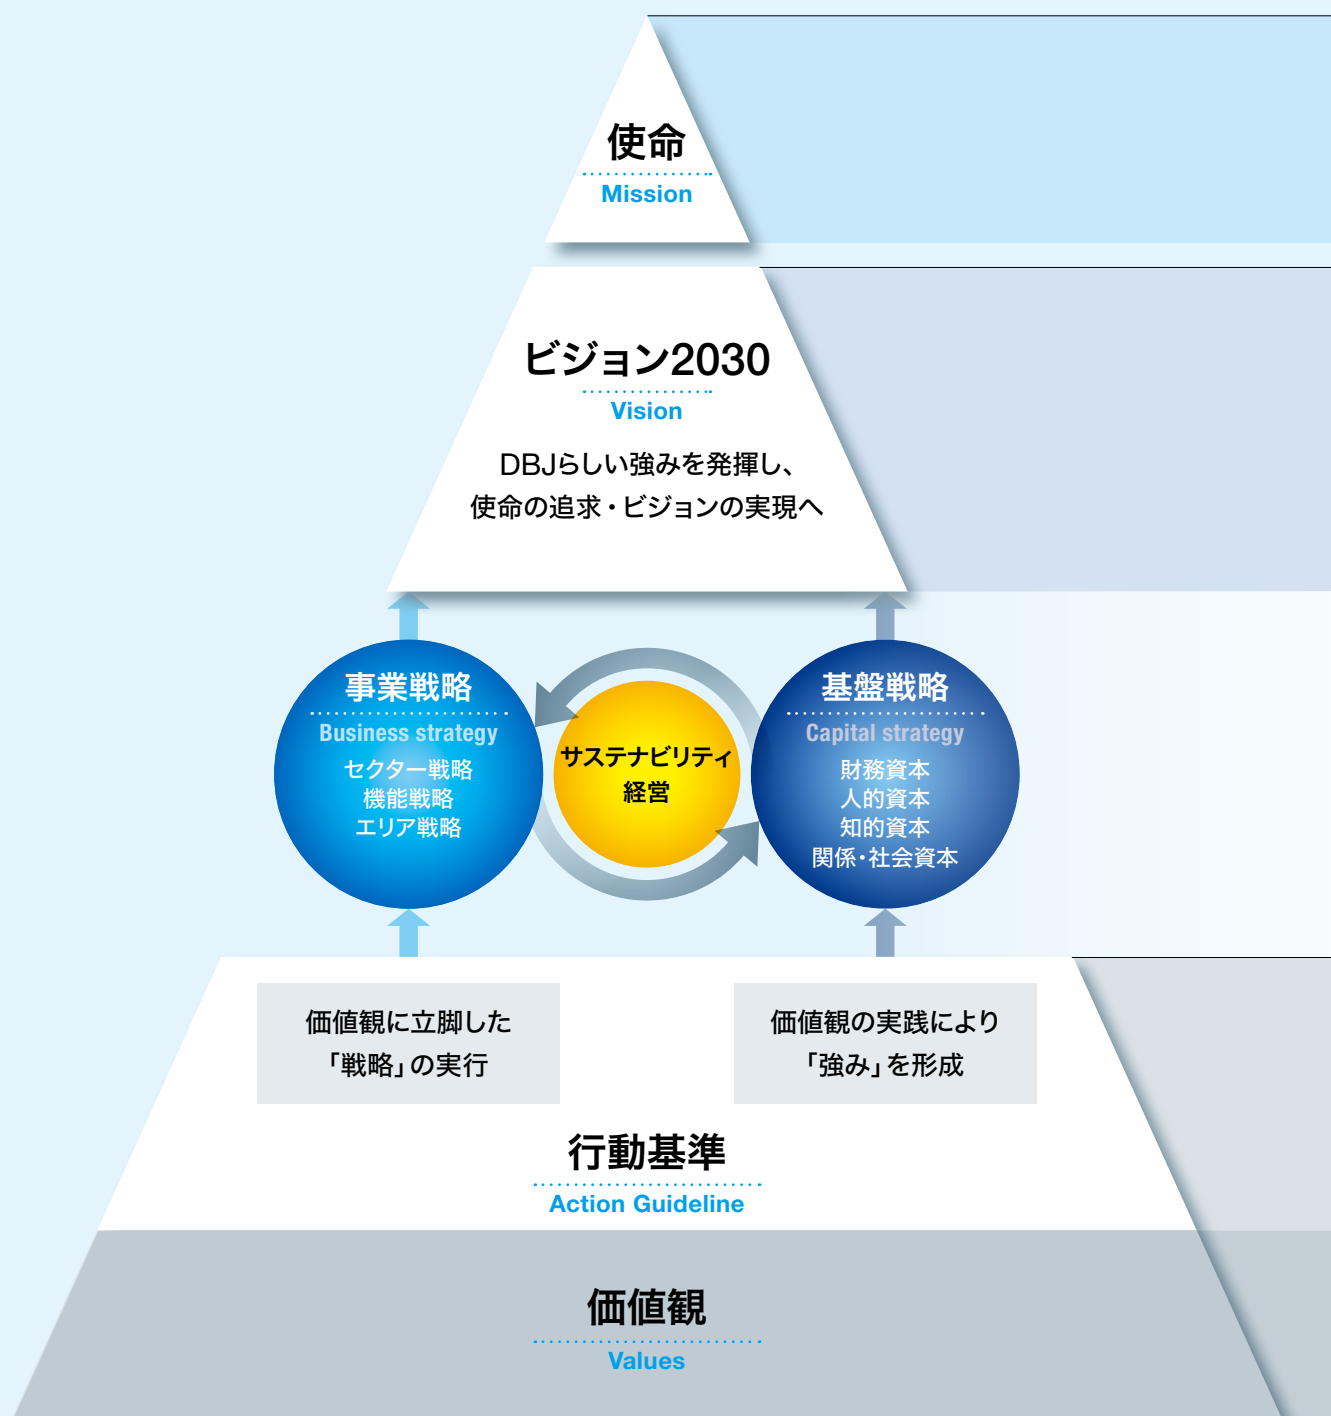 使命
Mission
ビジョン2030
Vision
DBJらしい強みを発揮し、
使命の追求・ビジョンの実現へ
事業戦略
Business strategy
セクター戦略
機能戦略
エリア戦略
サステナビリティ
経営
基盤戦略
Capital strategy
財務資本
人的資本
知的資本
関係・社会資本
価値観に立脚した
「戦略」の実行
価値観の実践により
「強み」を形成
行動基準
Action Guideline
価値観
Values